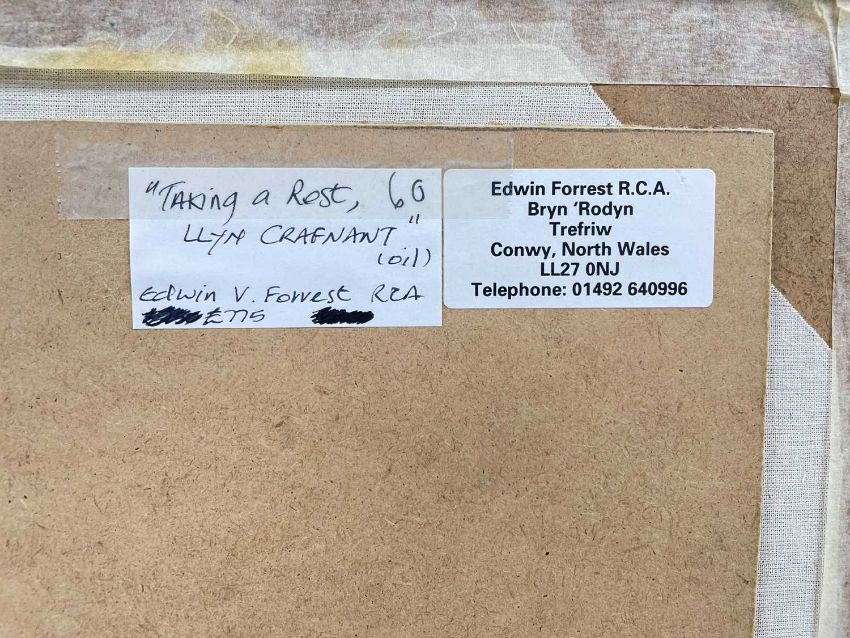 "Taking a Rest, 60
LLYN CRAFNANT"
(oil)
Edwin V. Forrest RCA
£775
Edwin Forrest R.C.A.
Bryn ‘Rodyn
Trefriw
Conwy, North Wales
LL27 0NJ
Telephone: 01492 640996